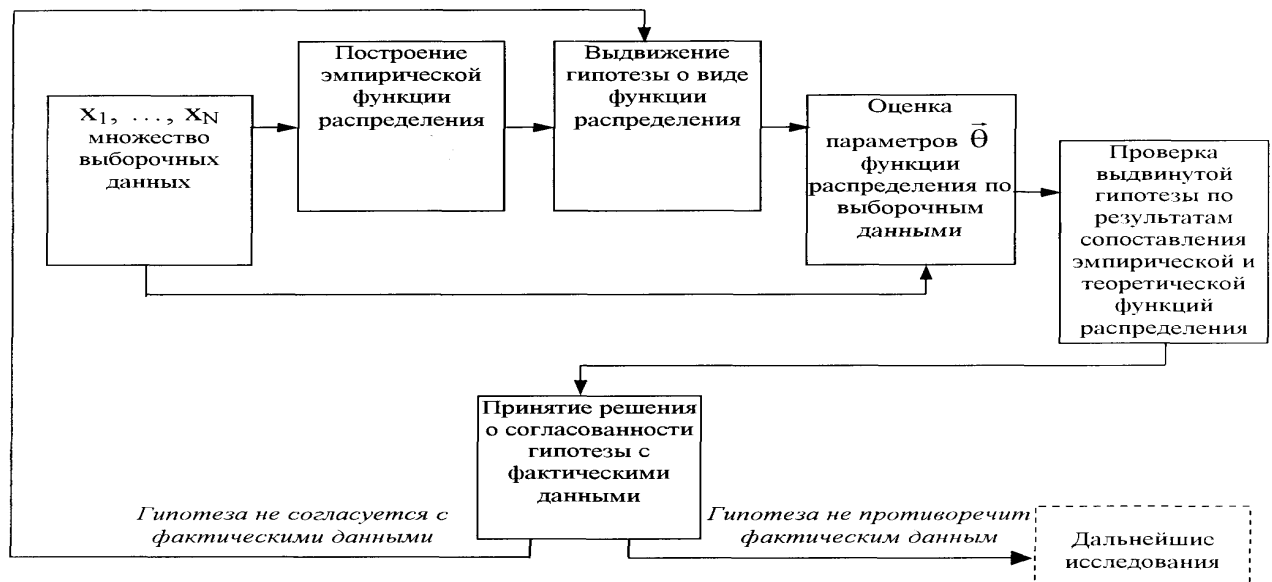 x₁, ..., x_N
множество
выборочных
данных
Построение
эмпирической
функции
распределения
Выдвижение
гипотезы о виде
функции
распределения
Оценка
параметров Θ⃗
функции
распределения по
выборочным
данными
Проверка
выдвинутой
гипотезы по
результатам
сопоставления
эмпирической и
теоретической
функций
распределения
Принятие решения
о согласованности
гипотезы с
фактическими
данными
Гипотеза не согласуется с
фактическими данными
Гипотеза не противоречит
фактическим данным
Дальнейшис
исследования